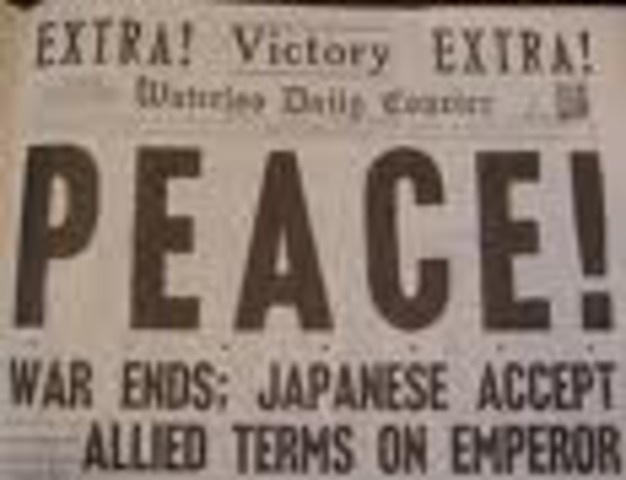 EXTRA! Victory EXTRA!
Waterloo Daily Courier
PEACE!
WAR ENDS; JAPANESE ACCEPT
ALLIED TERMS ON EMPEROR